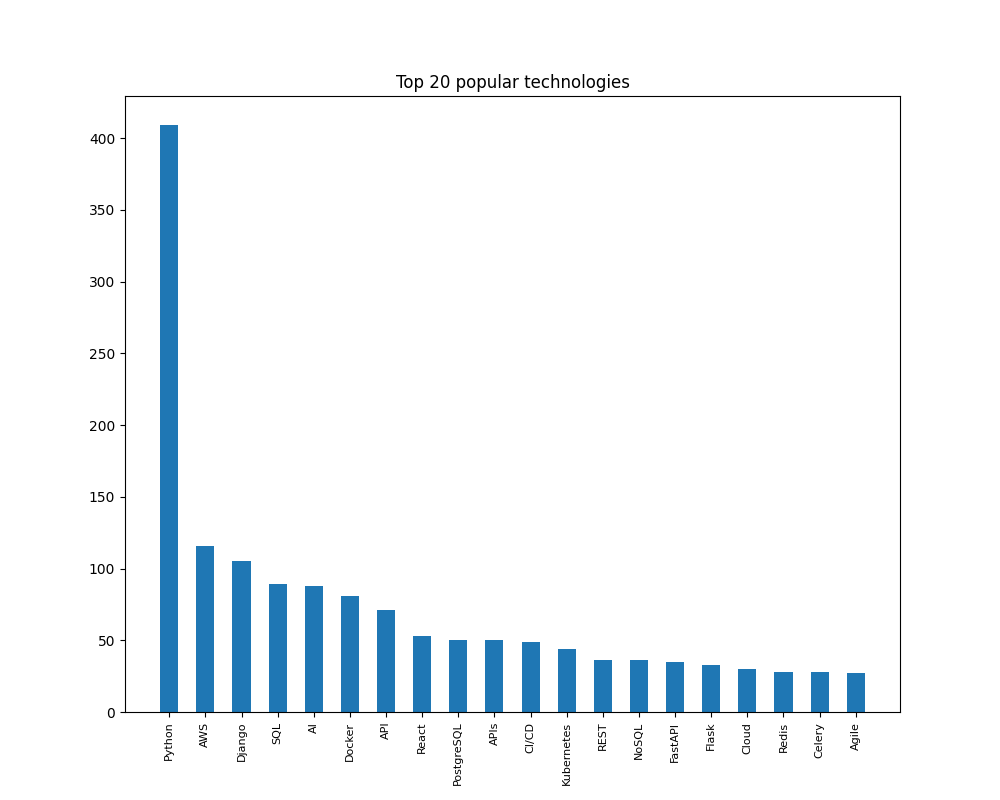 Top 20 popular technologies
400
350
300
250
200
150
100
50
0
Python
AWS
Django
SQL
AI
Docker
API
React
PostgreSQL
APIs
CI/CD
Kubernetes
REST
NoSQL
FastAPI
Flask
Cloud
Redis
Celery
Agile